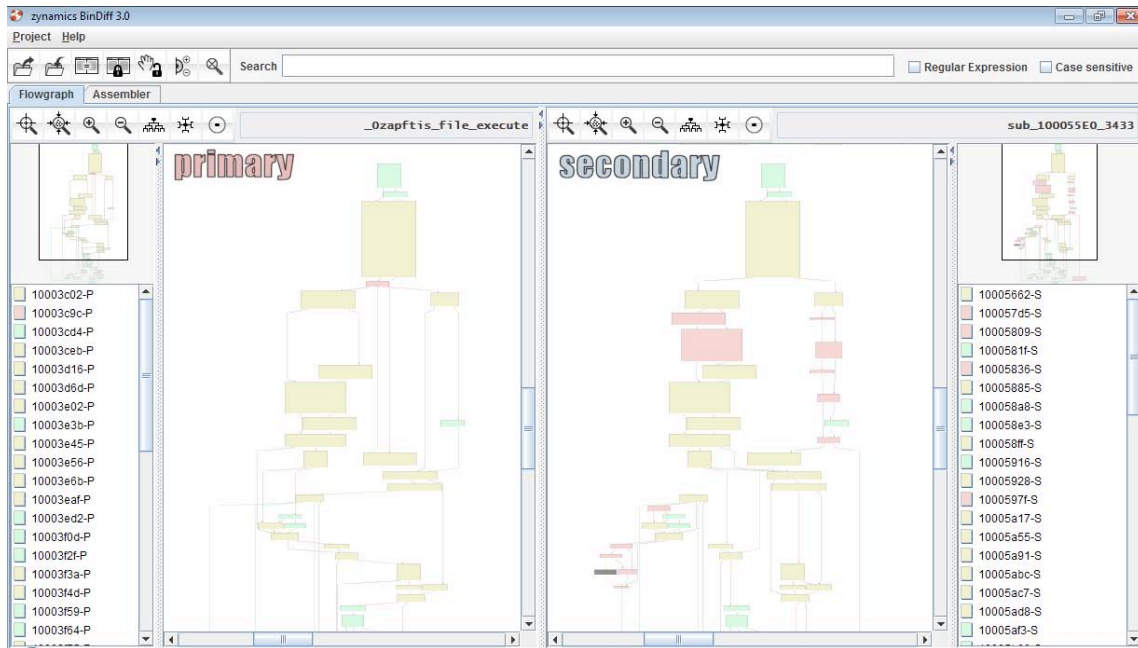 zynamics BinDiff 3.0
Project Help
Search
Regular Expression
Case sensitive
Flowgraph
Assembler
_0zapftis_file_execute
sub_100055E0_3433
primary
secondary
10003c02-P
10003c9c-P
10003cd4-P
10003ceb-P
10003d16-P
10003d6d-P
10003e02-P
10003e3b-P
10003e45-P
10003e56-P
10003e6b-P
10003eaf-P
10003ed2-P
10003f0d-P
10003f2f-P
10003f3a-P
10003f4d-P
10003f59-P
10003f64-P
10005662-S
100057d5-S
10005809-S
1000581f-S
10005836-S
10005885-S
100058a8-S
100058e3-S
100058ff-S
10005916-S
10005928-S
1000597f-S
10005a17-S
10005a55-S
10005a91-S
10005abc-S
10005ac7-S
10005ad8-S
10005af3-S